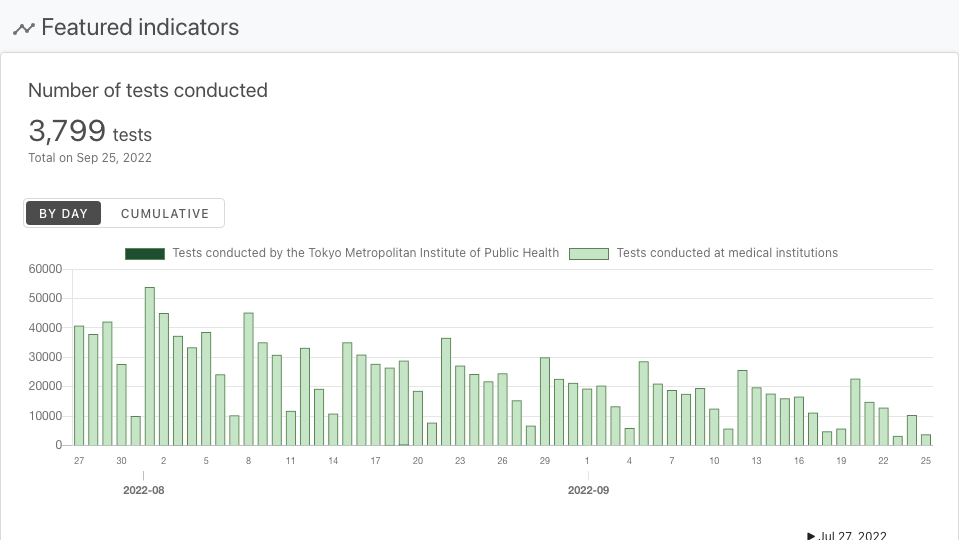 Featured indicators
Number of tests conducted
3,799 tests
Total on Sep 25, 2022
BY DAY CUMULATIVE
Tests conducted by the Tokyo Metropolitan Institute of Public Health Tests conducted at medical institutions
60000
50000
40000
30000
20000
10000
0
27 30 2 5 8 11 14 17 20 23 26 29 1 4 7 10 13 16 19 22 25
2022-08 2022-09
Jul 27, 2022